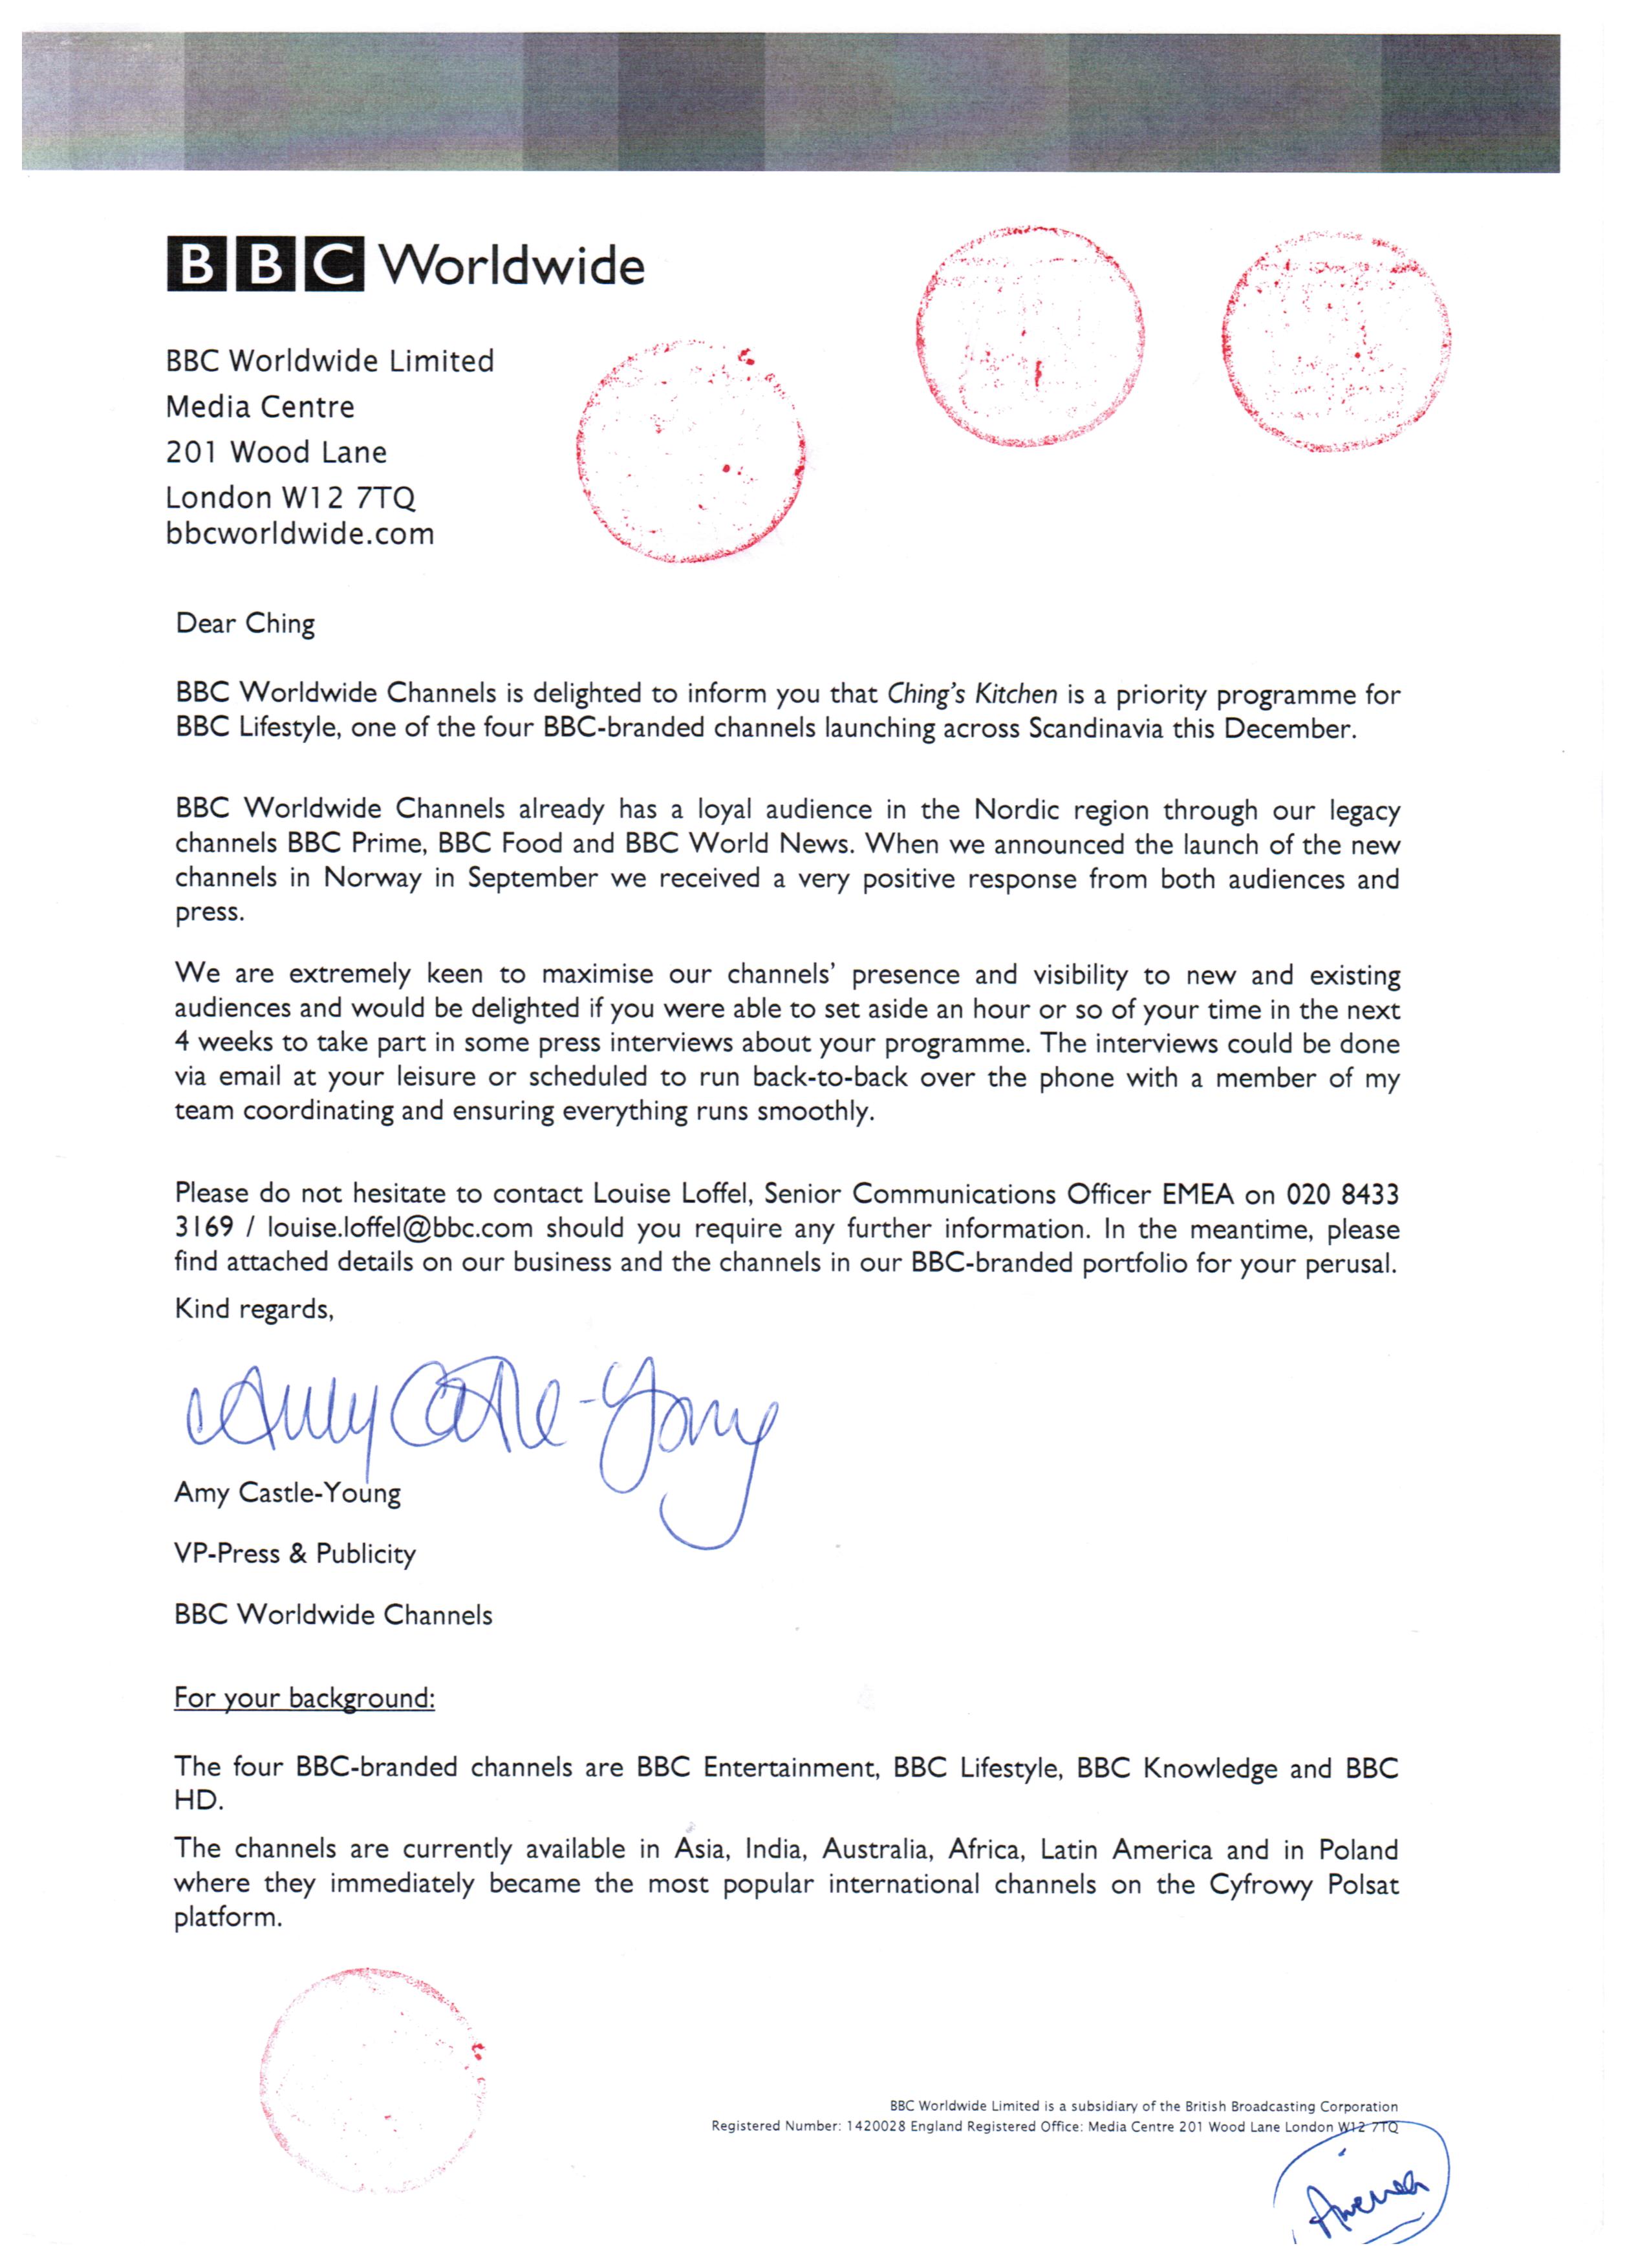 BBC Worldwide
BBC Worldwide Limited
Media Centre
201 Wood Lane
London W12 7TQ
bbcworldwide.com
Dear Ching
BBC Worldwide Channels is delighted to inform you that Ching's Kitchen is a priority programme for
BBC Lifestyle, one of the four BBC-branded channels launching across Scandinavia this December.
BBC Worldwide Channels already has a loyal audience in the Nordic region through our legacy
channels BBC Prime, BBC Food and BBC World News. When we announced the launch of the new
channels in Norway in September we received a very positive response from both audiences and
press.
We are extremely keen to maximise our channels' presence and visibility to new and existing
audiences and would be delighted if you were able to set aside an hour or so of your time in the next
4 weeks to take part in some press interviews about your programme. The interviews could be done
via email at your leisure or scheduled to run back-to-back over the phone with a member of my
team coordinating and ensuring everything runs smoothly.
Please do not hesitate to contact Louise Loffel, Senior Communications Officer EMEA on 020 8433
3169 / louise.loffel@bbc.com should you require any further information. In the meantime, please
find attached details on our business and the channels in our BBC-branded portfolio for your perusal.
Kind regards,
Amy Castle-Young
Amy Castle-Young
VP-Press & Publicity
BBC Worldwide Channels
For your background:
The four BBC-branded channels are BBC Entertainment, BBC Lifestyle, BBC Knowledge and BBC
HD.
The channels are currently available in Asia, India, Australia, Africa, Latin America and in Poland
where they immediately became the most popular international channels on the Cyfrowy Polsat
platform.
BBC Worldwide Limited is a subsidiary of the British Broadcasting Corporation
Registered Number: 1420028 England Registered Office: Media Centre 201 Wood Lane London W12 7TQ